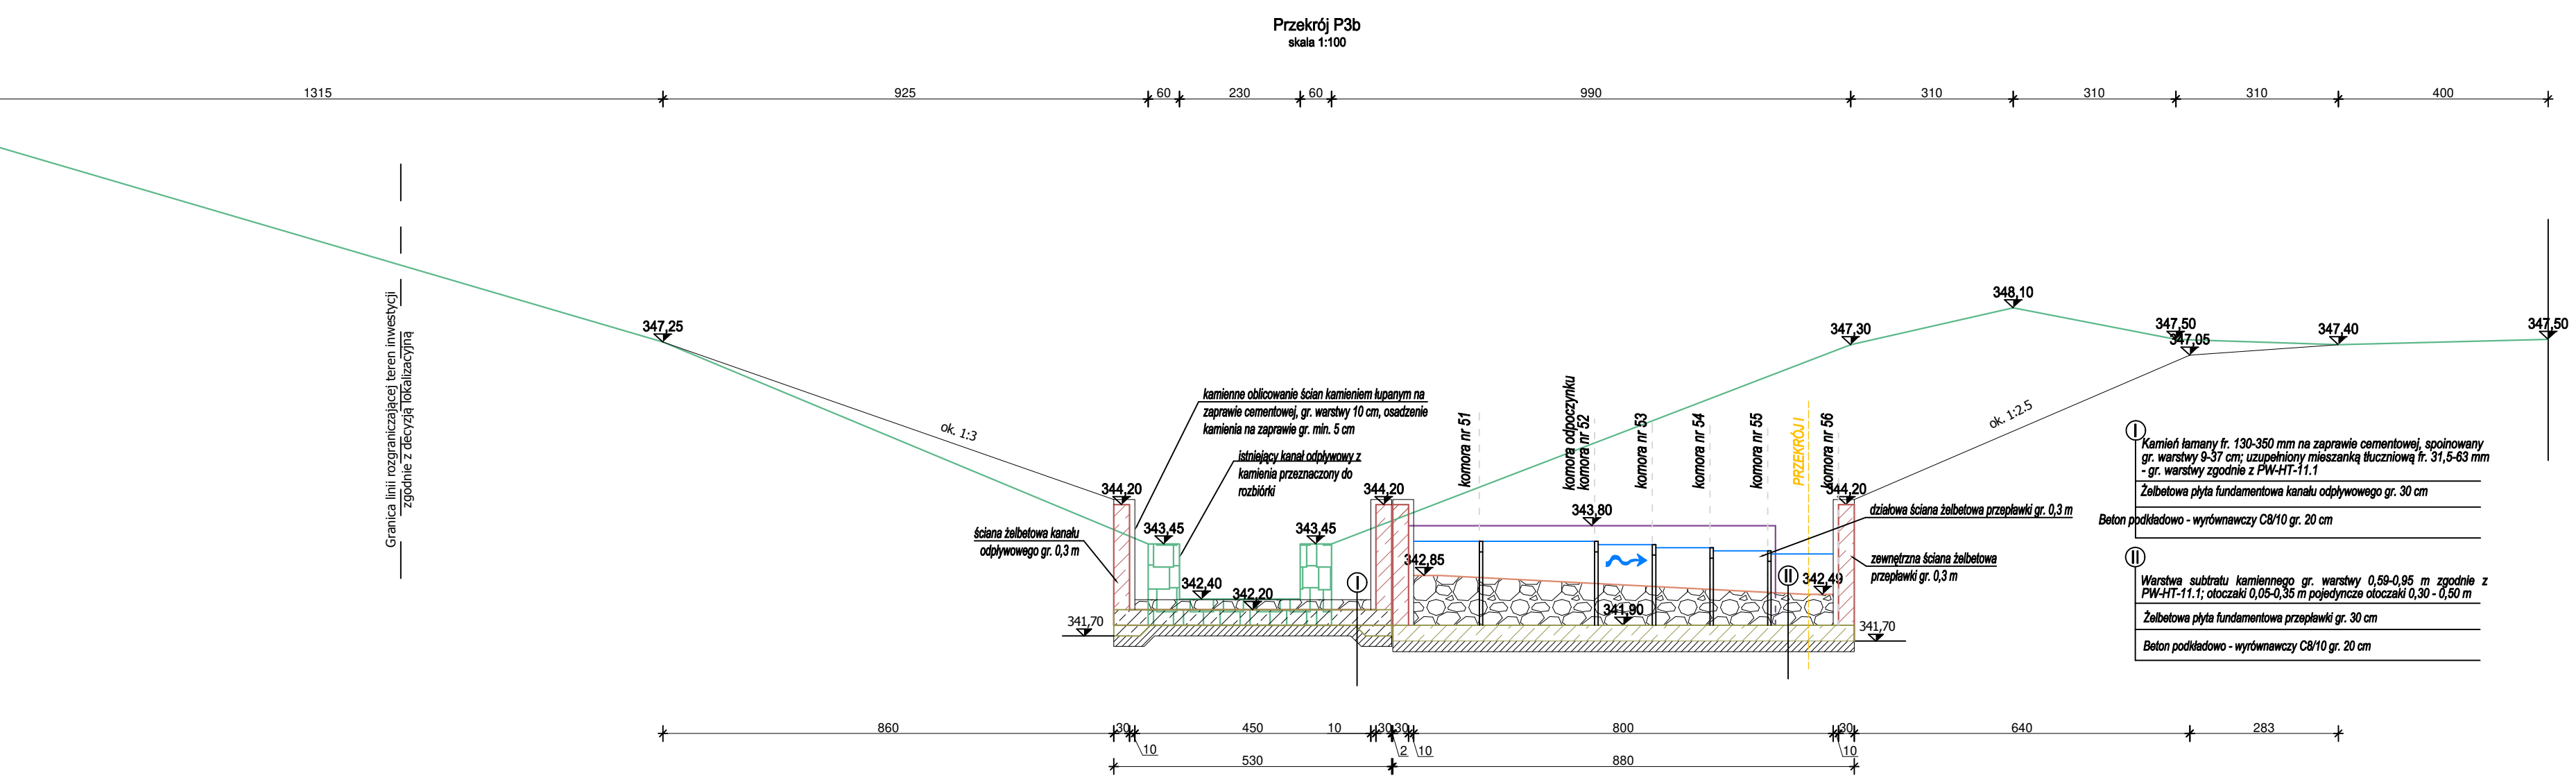 Przekrój P3b
skala 1:100
1315
925
60
230
60
990
310
310
310
400
Granica linii rozgraniczającej teren inwestycji
zgodnie z decyzją lokalizacyjną
347,25
ok. 1:3
kamienne oblicowanie ścian kamieniem łupanym na
zaprawie cementowej, gr. warstwy 10 cm, osadzenie
kamienia na zaprawie gr. min. 5 cm
istniejący kanał odpływowy z
kamienia przeznaczony do
rozbiórki
ściana żelbetowa kanału
odpływowego gr. 0,3 m
344,20
343,45
342,40
342,20
343,45
344,20
341,70
I
komora nr 51
komora odpoczynku
komora nr 52
komora nr 53
komora nr 54
komora nr 55
PRZEKRÓJ I
komora nr 56
343,80
342,85
341,90
342,49
344,20
II
341,70
działowa ściana żelbetowa przepławki gr. 0,3 m
zewnętrzna ściana żelbetowa
przepławki gr. 0,3 m
347,30
348,10
347,50
347,05
347,40
347,50
ok. 1:2.5
I
Kamień łamany fr. 130-350 mm na zaprawie cementowej, spoinowany
gr. warstwy 9-37 cm; uzupełniony mieszanką tłuczniową fr. 31,5-63 mm
- gr. warstwy zgodnie z PW-HT-11.1
Żelbetowa płyta fundamentowa kanału odpływowego gr. 30 cm
Beton podkładowo - wyrównawczy C8/10 gr. 20 cm
II
Warstwa subtratu kamiennego gr. warstwy 0,59-0,95 m zgodnie z
PW-HT-11.1; otoczaki 0,05-0,35 m pojedyncze otoczaki 0,30 - 0,50 m
Żelbetowa płyta fundamentowa przepławki gr. 30 cm
Beton podkładowo - wyrównawczy C8/10 gr. 20 cm
860
30
10
450
10
30
30
2
10
800
30
10
640
283
530
880